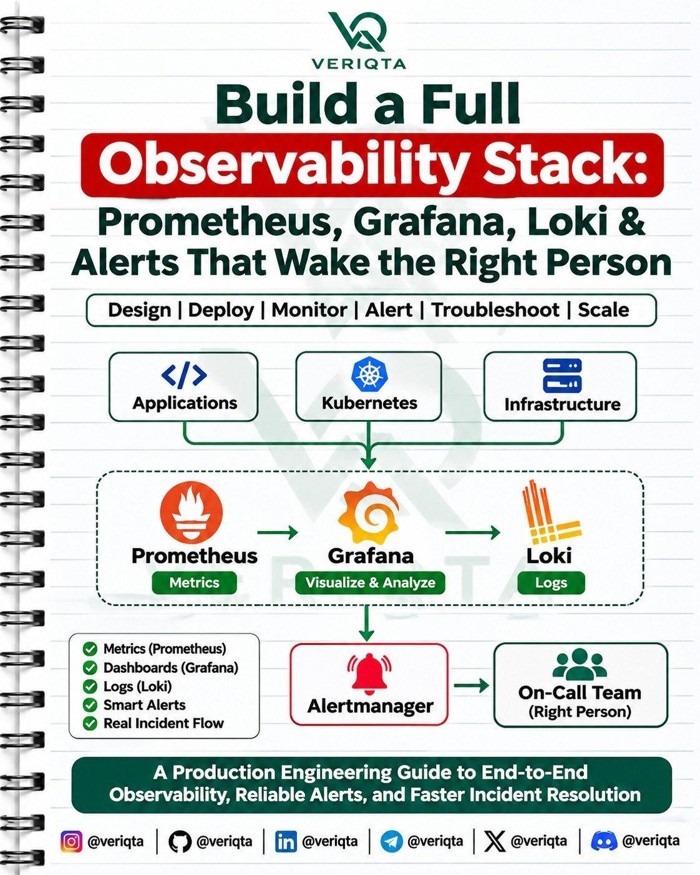 VERIQTA
Build a Full
Observability Stack:
Prometheus, Grafana, Loki &
Alerts That Wake the Right Person
Design | Deploy | Monitor | Alert | Troubleshoot | Scale
</> Applications
Kubernetes
Infrastructure
Prometheus
Metrics
Grafana
Visualize & Analyze
Loki
Logs
Metrics (Prometheus)
Dashboards (Grafana)
Logs (Loki)
Smart Alerts
Real Incident Flow
Alertmanager
On-Call Team
(Right Person)
A Production Engineering Guide to End-to-End
Observability, Reliable Alerts, and Faster Incident Resolution
@veriqta | @veriqta | @veriqta | @veriqta | @veriqta | @veriqta